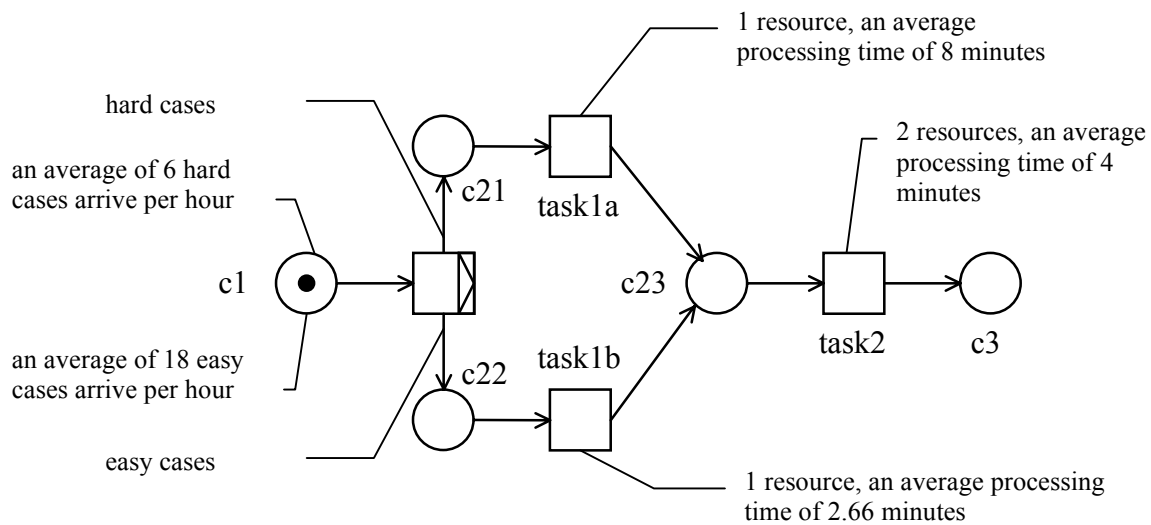 1 resource, an average
processing time of 8 minutes
hard cases
2 resources, an average
processing time of 4
minutes
an average of 6 hard
cases arrive per hour
c21
task1a
c1
c23
task2
c3
an average of 18 easy
cases arrive per hour
c22
task1b
easy cases
1 resource, an average processing
time of 2.66 minutes